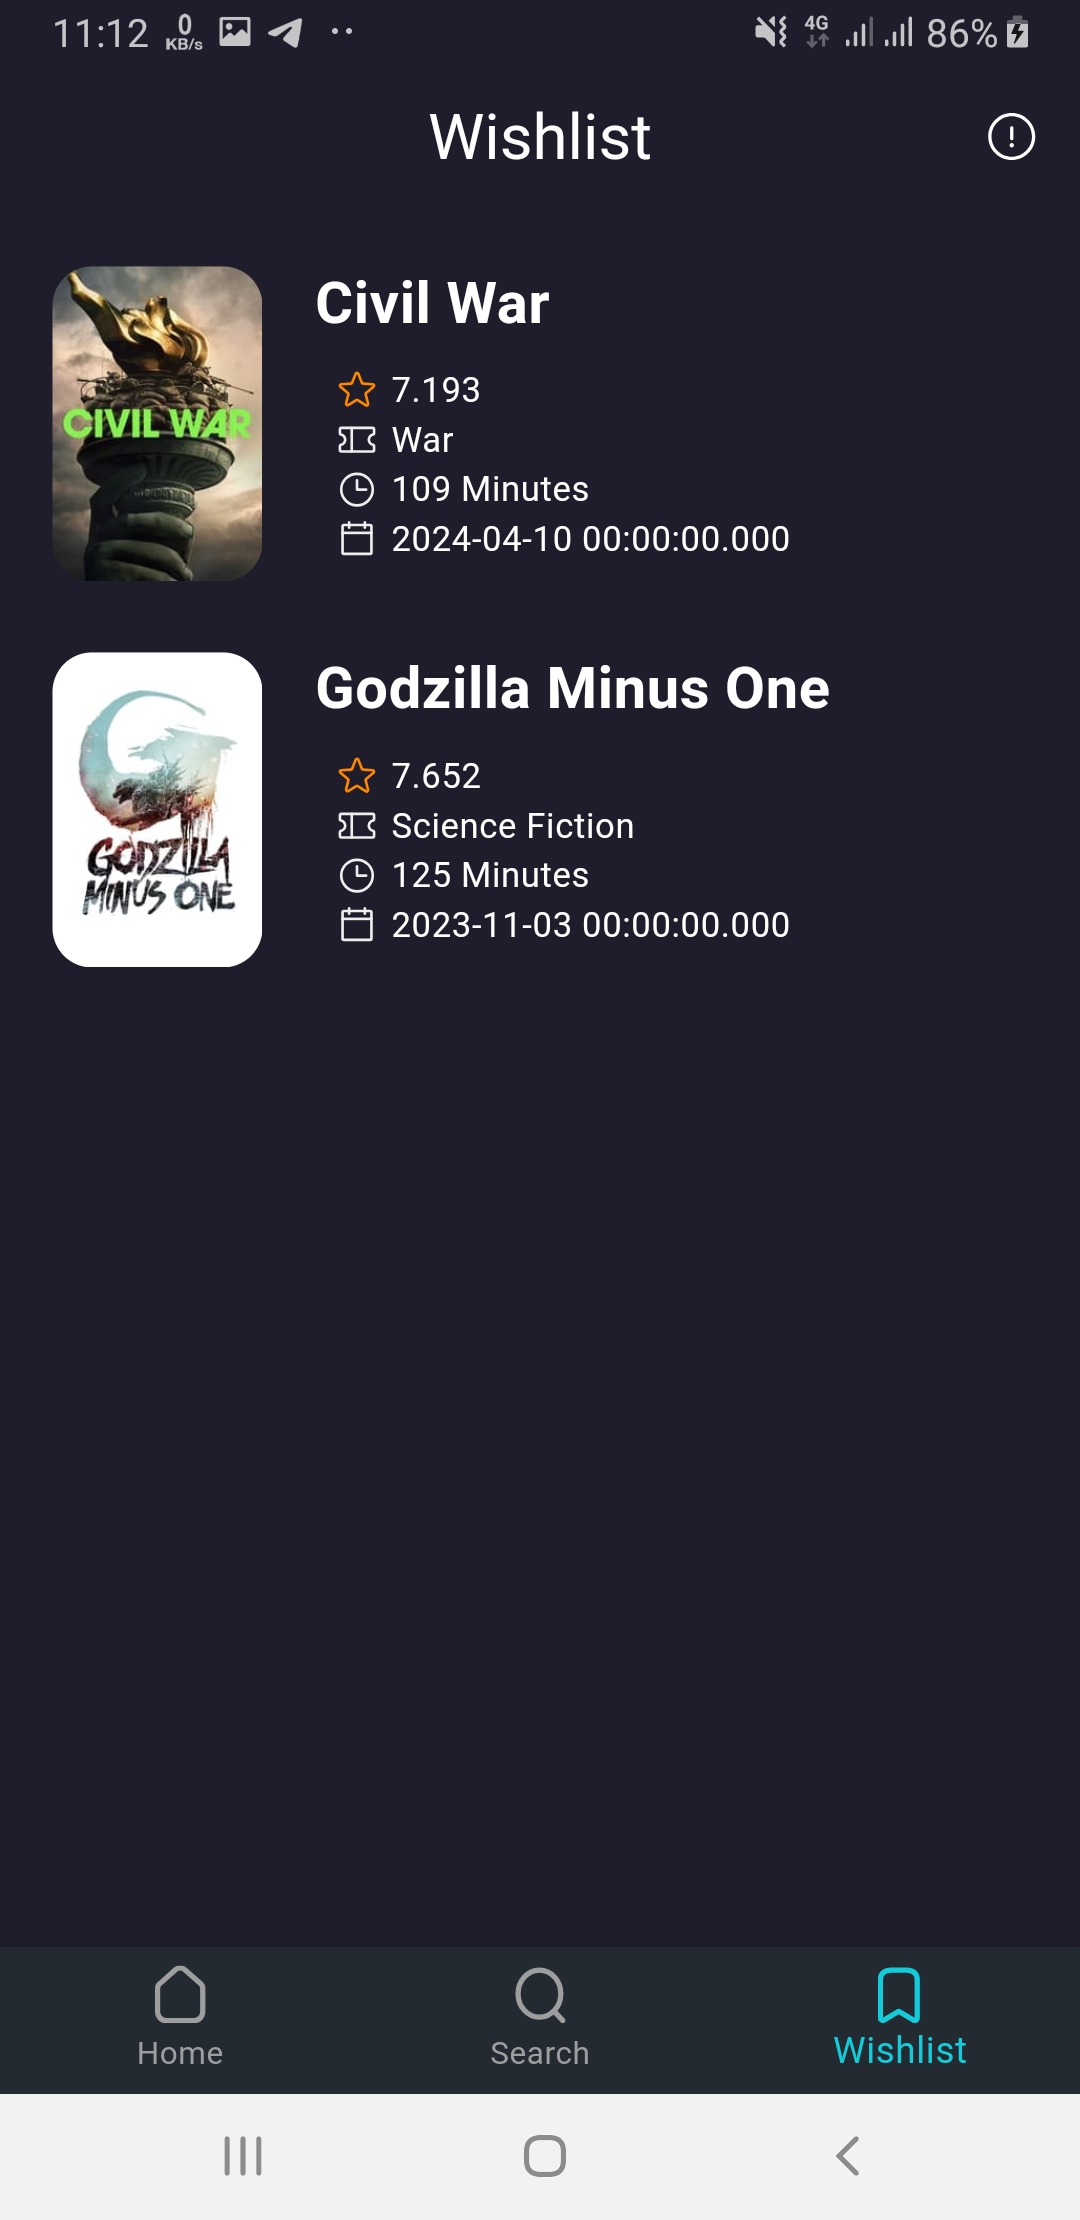 11:12 0 KB/s 4G 86%
Wishlist
Civil War
7.193
War
109 Minutes
2024-04-10 00:00:00.000
CIVIL WAR
Godzilla Minus One
7.652
Science Fiction
125 Minutes
2023-11-03 00:00:00.000
GODZILLA
MINUS ONE
Home Search Wishlist